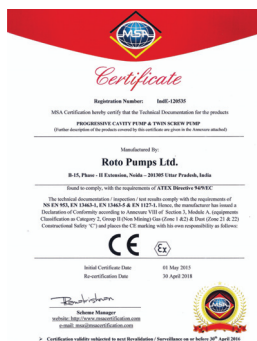 MSA
Certificate
Registration Number: IndE-120535
MSA Certification hereby certify that the Technical Documentation for the products
PROGRESSIVE CAVITY PUMP & TWIN SCREW PUMP
(Further description of the products covered by this certificate are given in the Annexure attached)
Manufactured By:
Roto Pumps Ltd.
B-15, Phase - II Extension, Noida – 201305 Uttar Pradesh, India
found to comply, with the requirements of ATEX Directive 94/9/EC
The technical documentation / inspection / test results comply with the requirements of
NS EN 953, EN 13463-1, EN 13463-5 & EN 1127-1. Hence, the manufacturer has issued a
Declaration of Conformity according to Annexure VIII of Section 3, Module A. (equipments
Classification as Category 2, Group II (Non Mining) Gas (Zone 1 &2) & Dust (Zone 21 & 22)
Constructional Safety 'C') and places the CE marking with his own responsibility as follows:
CE Ex
Initial Certificate Date 01 May 2015
Re-certification Date 30 April 2018
Scheme Manager
website: http://www.msacertification.com
e-mail: msa@msacertification.com
MSA
➢ Certification validity subjected to next Revalidation / Surveillance on or before 30th April 2016